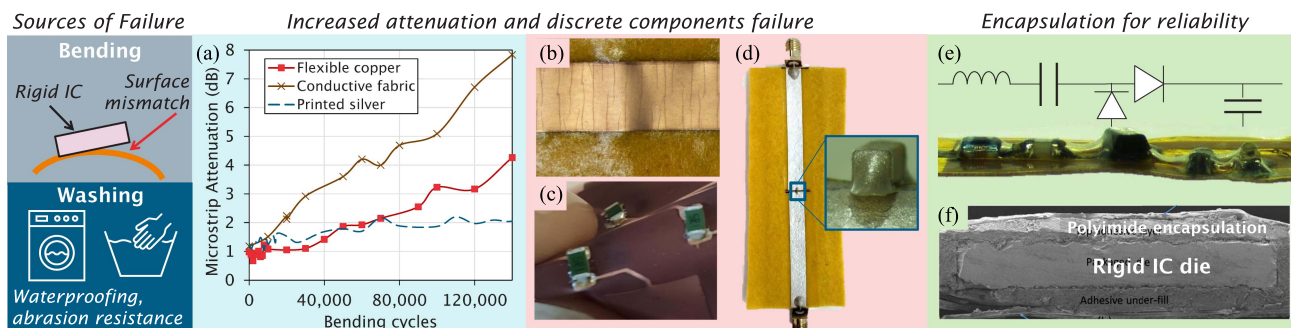 Sources of Failure
Increased attenuation and discrete components failure
Encapsulation for reliability
Bending
Rigid IC
Surface
mismatch
Washing
Waterproofing,
abrasion resistance
(a)
Microstrip Attenuation (dB)
8
7
6
5
4
3
2
1
0
Flexible copper
Conductive fabric
Printed silver
0
40,000
80,000
120,000
Bending cycles
(b)
(c)
(d)
(e)
(f)
Polyimide encapsulation
Rigid IC die
Adhesive under-fill